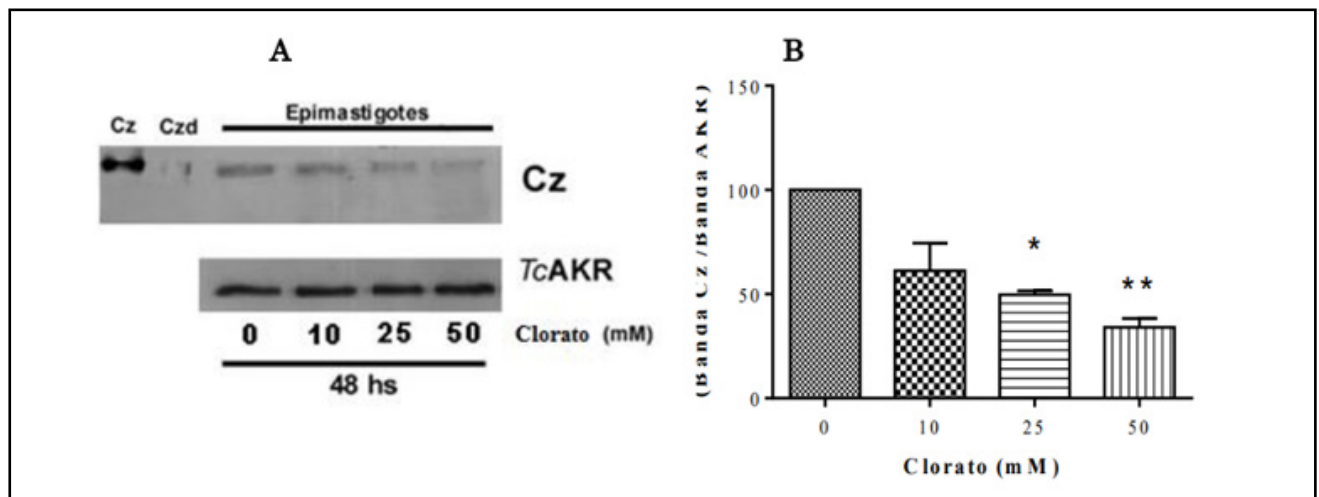 A
Epimastigotes
Cz Czd
Cz
TcAKR
0 10 25 50 Clorato (mM)
48 hs
B
(Banda Cz /Banda AKR)
150
100
50
0
* **
0 10 25 50
Clorato (mM)